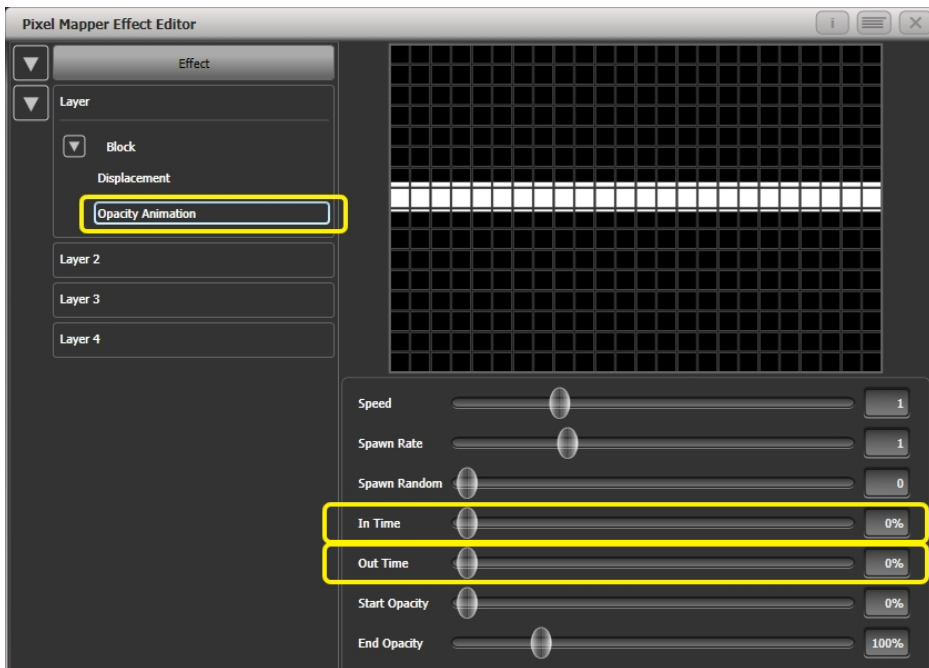 Pixel Mapper Effect Editor
i
Effect
Layer
Block
Displacement
Opacity Animation
Layer 2
Layer 3
Layer 4
Speed 1
Spawn Rate 1
Spawn Random 0
In Time 0%
Out Time 0%
Start Opacity 0%
End Opacity 100%